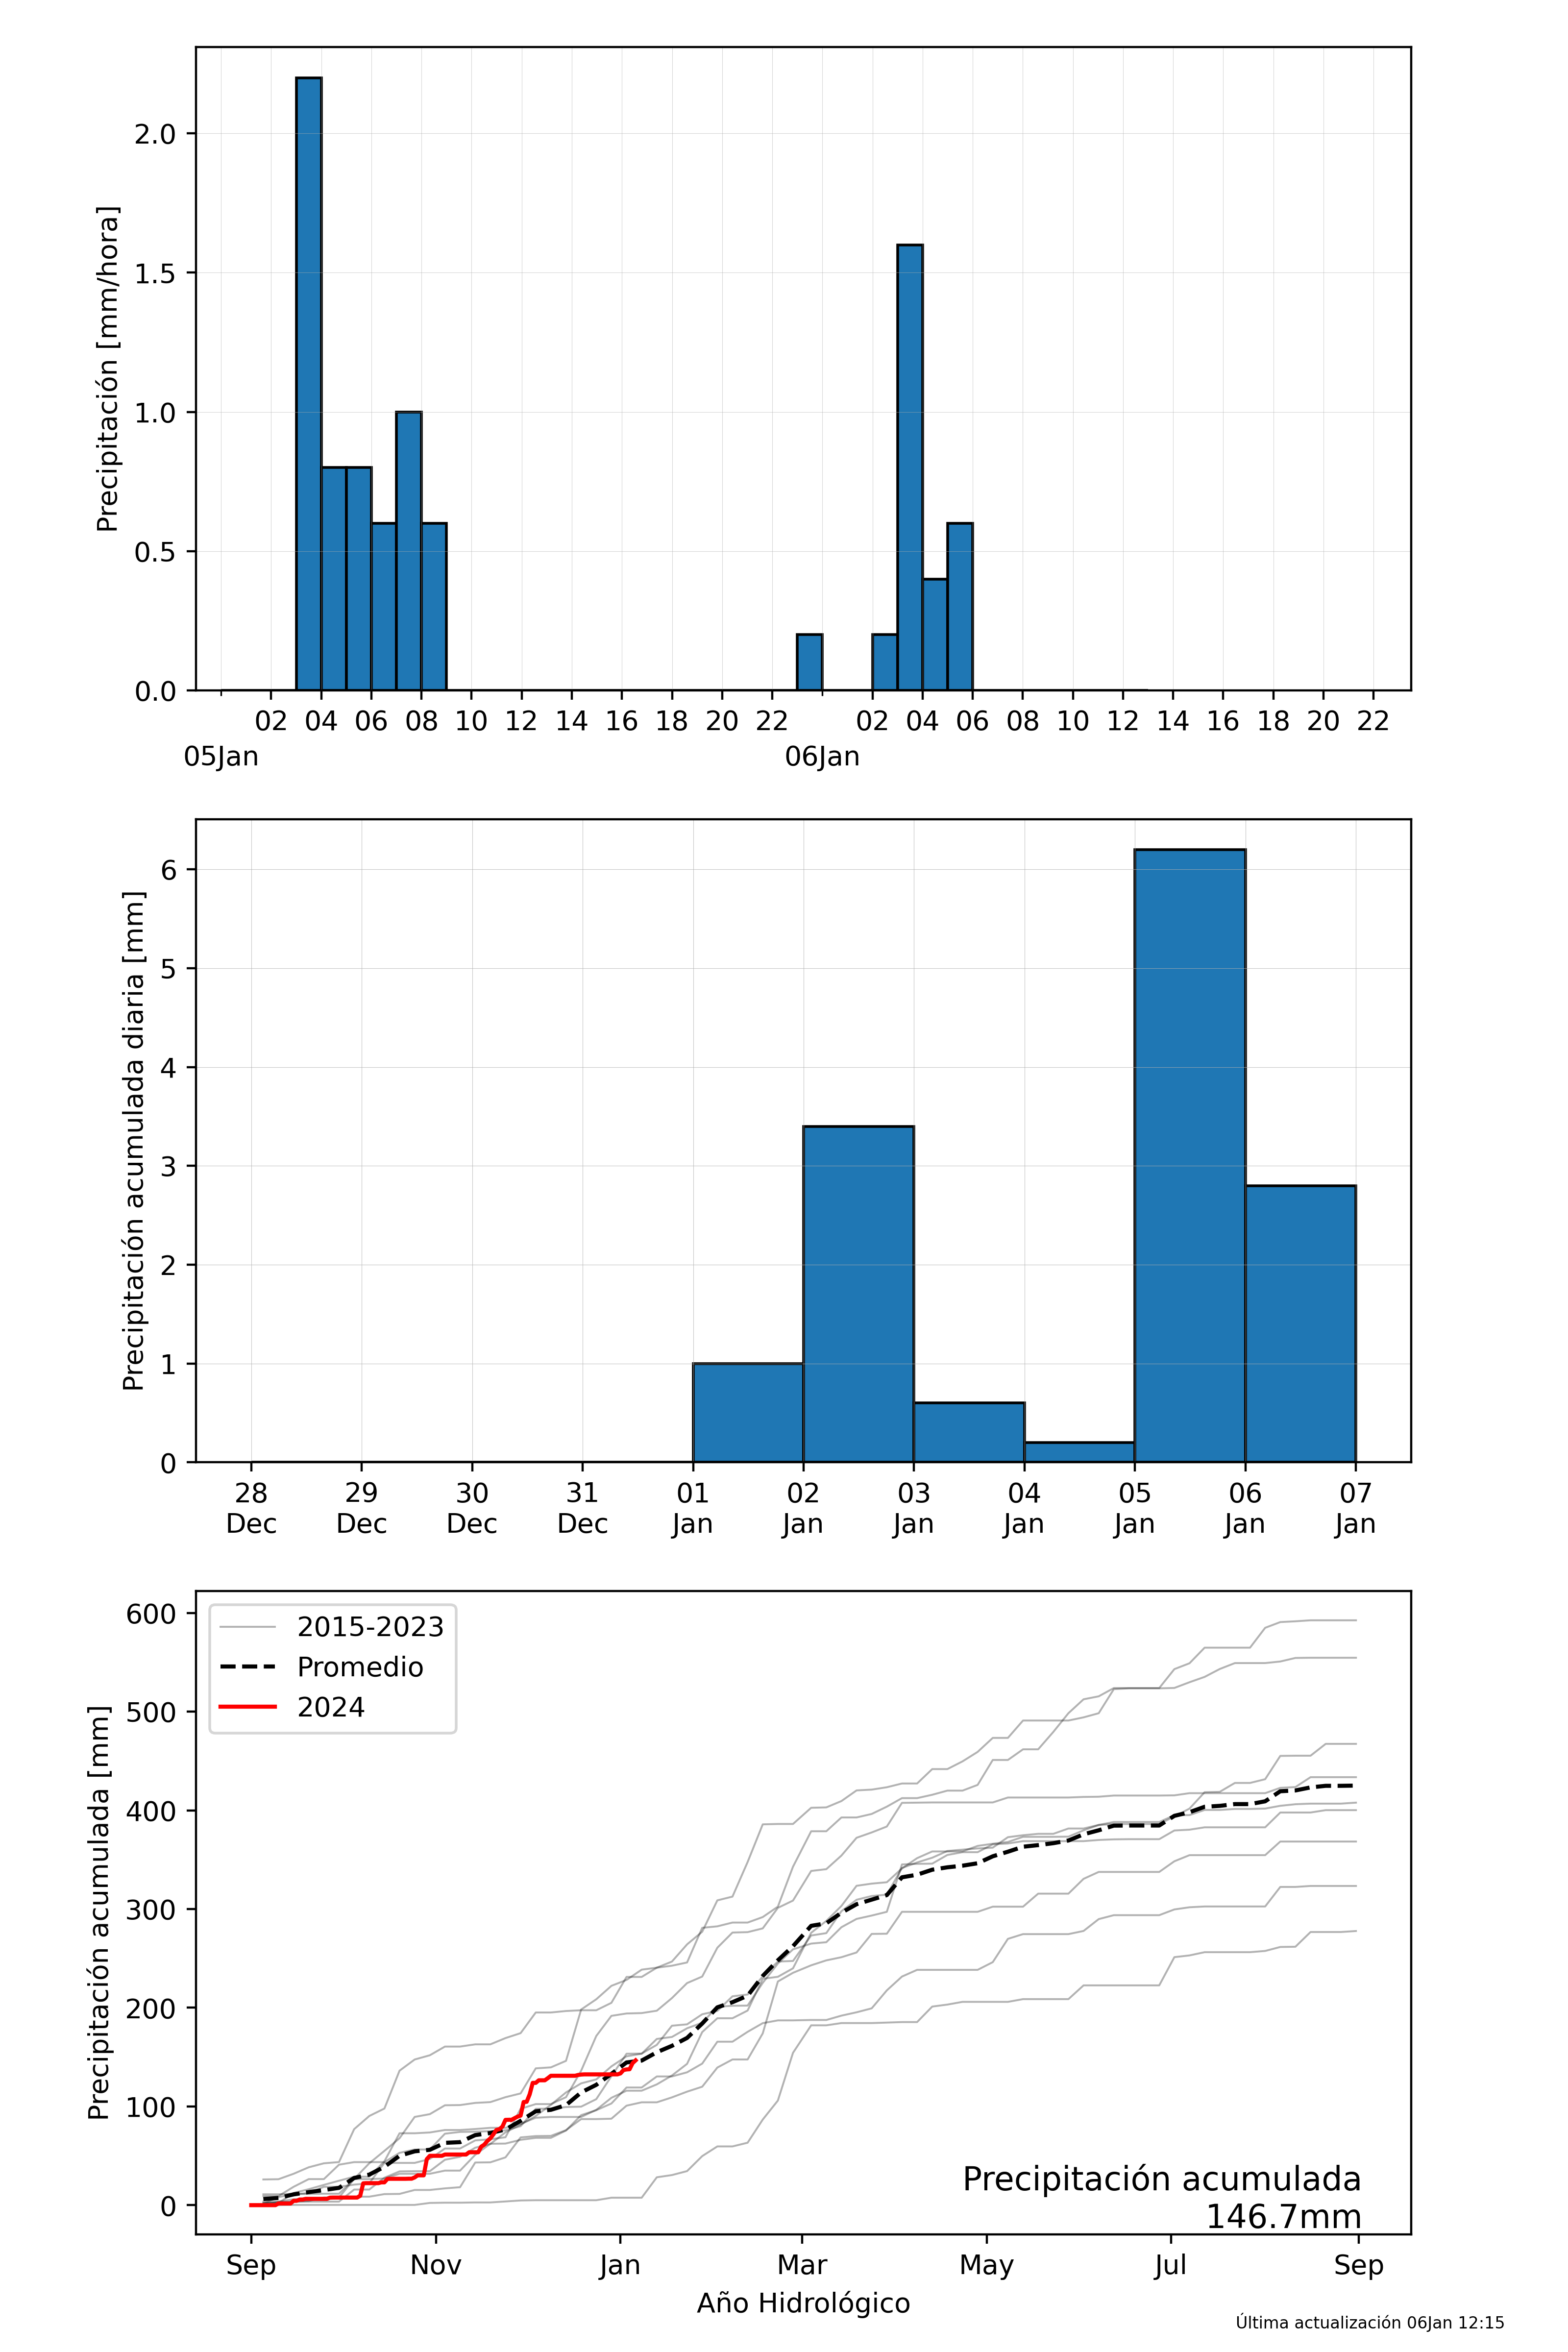 Precipitación [mm/hora]
2.0
1.5
1.0
0.5
0.0
02 04 06 08 10 12 14 16 18 20 22 02 04 06 08 10 12 14 16 18 20 22
05Jan 06Jan
Precipitación acumulada diaria [mm]
6
5
4
3
2
1
0
28 29 30 31 01 02 03 04 05 06 07
Dec Dec Dec Dec Jan Jan Jan Jan Jan Jan Jan
Precipitación acumulada [mm]
600
500
400
300
200
100
0
2015-2023
Promedio
2024
Precipitación acumulada
146.7mm
Sep Nov Jan Mar May Jul Sep
Año Hidrológico
Última actualización 06Jan 12:15